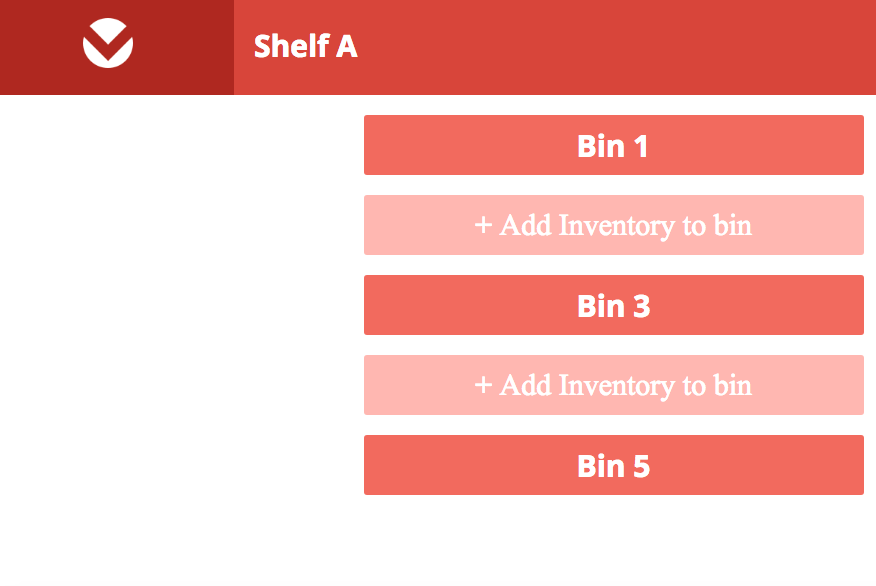 Shelf A
Bin 1
+ Add Inventory to bin
Bin 3
+ Add Inventory to bin
Bin 5